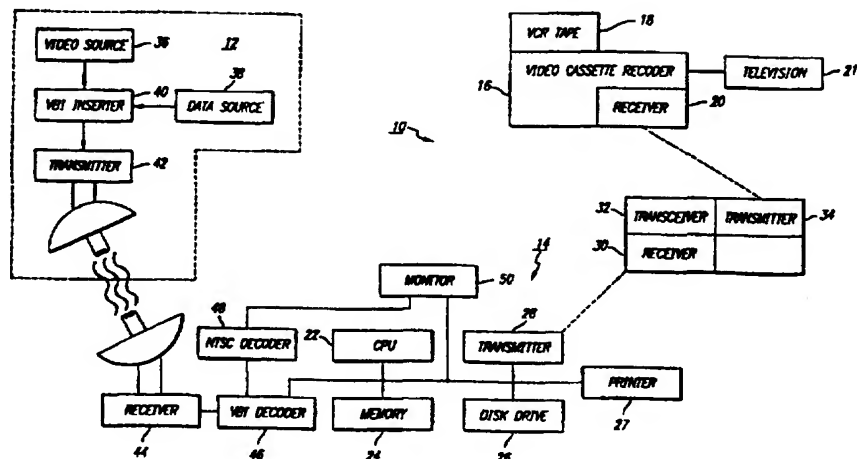 VIDEO SOURCE
36
12
38
VBI INSERTER
40
DATA SOURCE
TRANSMITTER
42
VCR TAPE
18
VIDEO CASSETTE RECODER
TELEVISION
21
16
RECEIVER
20
10
32
TRANSCEIVER
TRANSMITTER
34
30
RECEIVER
14
MONITOR
50
48
NTSC DECODER
22
CPU
28
TRANSMITTER
PRINTER
27
RECEIVER
44
VBI DECODER
46
MEMORY
24
DISK DRIVE